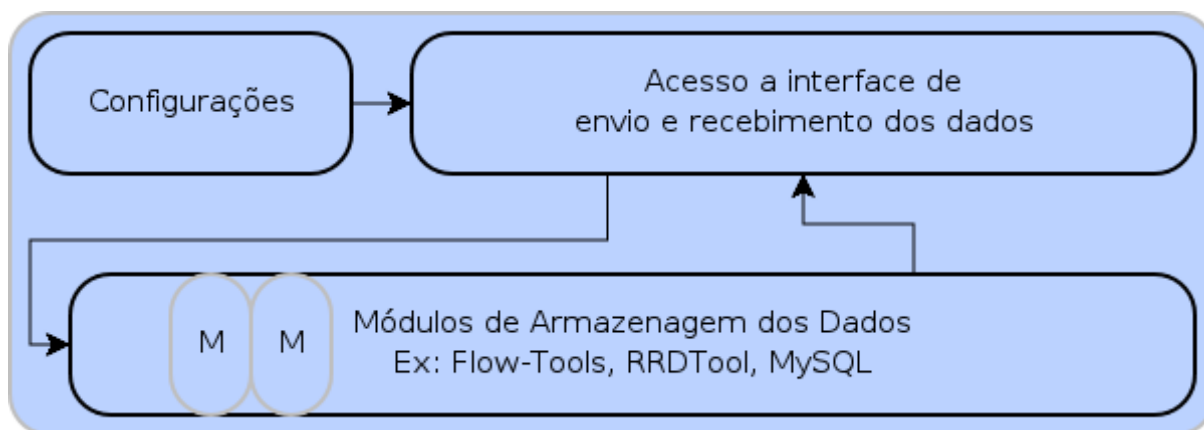 Configurações
Acesso a interface de
envio e recebimento dos dados
M
M
Módulos de Armazenagem dos Dados
Ex: Flow-Tools, RRDTool, MySQL